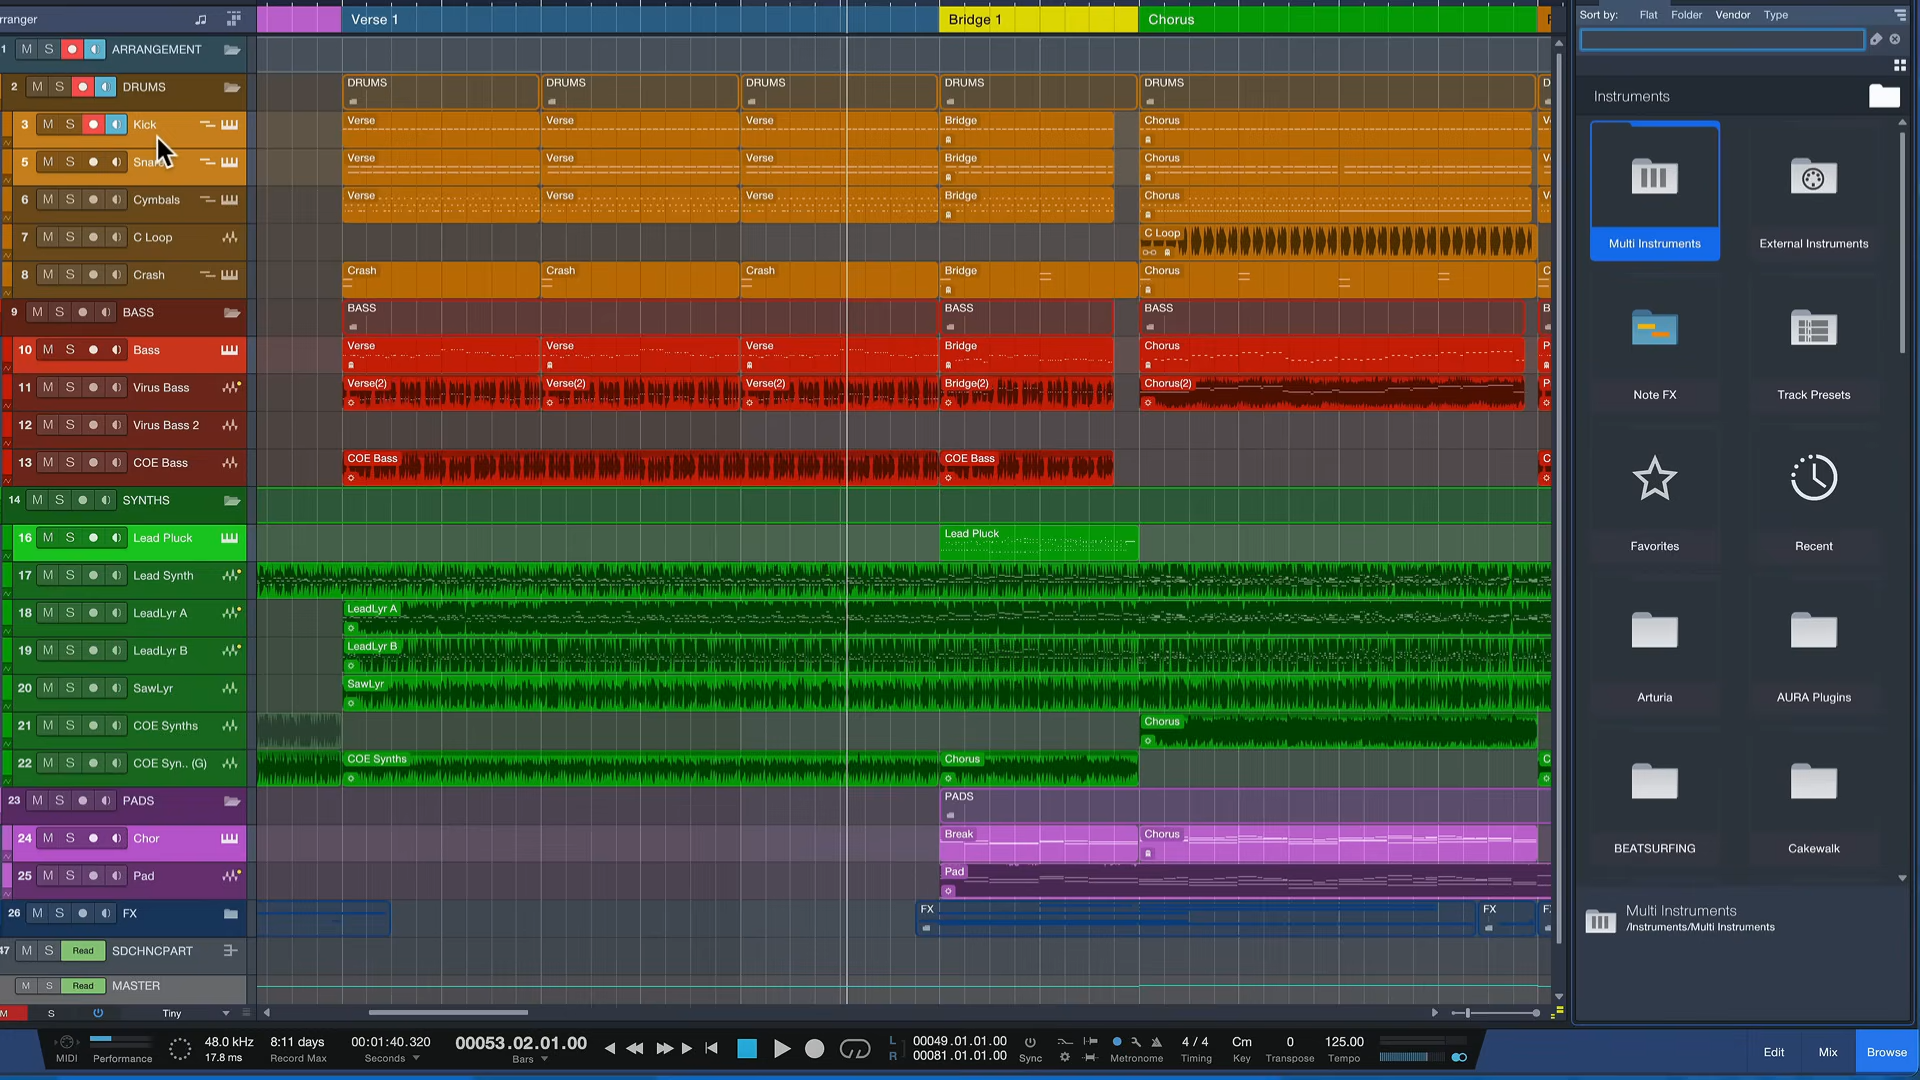 rranger
Verse 1
Bridge 1
Chorus
Sort by: Flat Folder Vendor Type
1 M S ARRANGEMENT
2 M S DRUMS
DRUMS DRUMS DRUMS DRUMS DRUMS D
Instruments
3 M S Kick
Verse Verse Verse Bridge Chorus
5 M S Snar
Verse Verse Verse Bridge Chorus
6 M S Cymbals
Verse Verse Verse Bridge Chorus
7 M S C Loop
C Loop
Multi Instruments
External Instruments
8 M S Crash
Crash Crash Crash Bridge Chorus C
9 M S BASS
BASS BASS BASS B
10 M S Bass
Verse Verse Verse Bridge Chorus P
11 M S Virus Bass
Verse(2) Verse(2) Verse(2) Bridge(2) Chorus(2) P
Note FX
Track Presets
12 M S Virus Bass 2
13 M S COE Bass
COE Bass COE Bass C
14 M S SYNTHS
16 M S Lead Pluck
Lead Pluck
Favorites
Recent
17 M S Lead Synth
18 M S LeadLyr A
LeadLyr A
19 M S LeadLyr B
LeadLyr B
20 M S SawLyr
SawLyr
Arturia
AURA Plugins
21 M S COE Synths
Chorus
22 M S COE Syn.. (G)
COE Synths Chorus C
23 M S PADS
PADS
24 M S Chor
Break Chorus
BEATSURFING
Cakewalk
25 M S Pad
Pad
26 M S FX
FX FX F
Multi Instruments
/Instruments/Multi Instruments
47 M S Read SDCHNCPART
M S Read MASTER
M S Tiny
MIDI
Performance
48.0 kHz
17.8 ms
8:11 days
Record Max
00:01:40.320
Seconds
00053.02.01.00
Bars
L 00049.01.01.00
R 00081.01.01.00
Sync
Metronome
4 / 4
Timing
Cm
Key
0
Transpose
125.00
Tempo
Edit
Mix
Browse